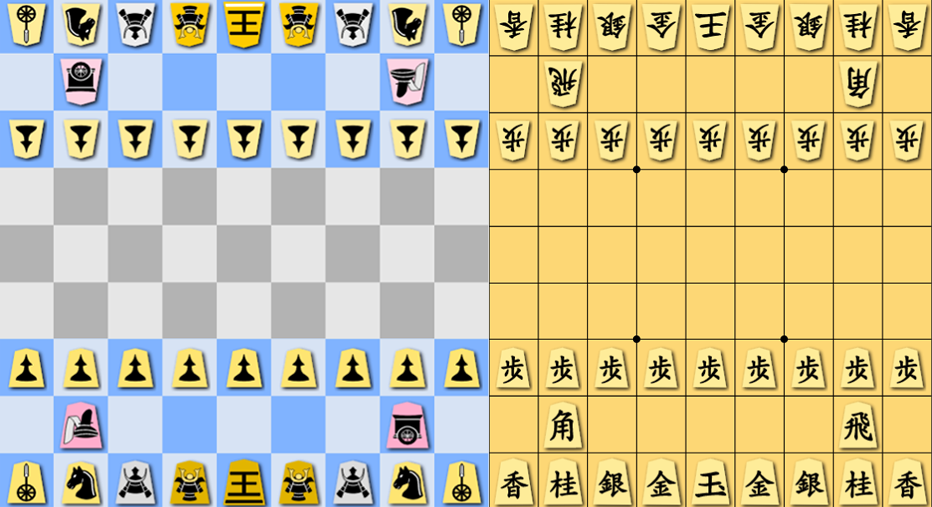 王 香 桂 銀 金 王 金 銀 桂 香
飛 角
歩 歩 歩 歩 歩 歩 歩 歩 歩
歩 歩 歩 歩 歩 歩 歩 歩 歩
角 飛
王 香 桂 銀 金 玉 金 銀 桂 香